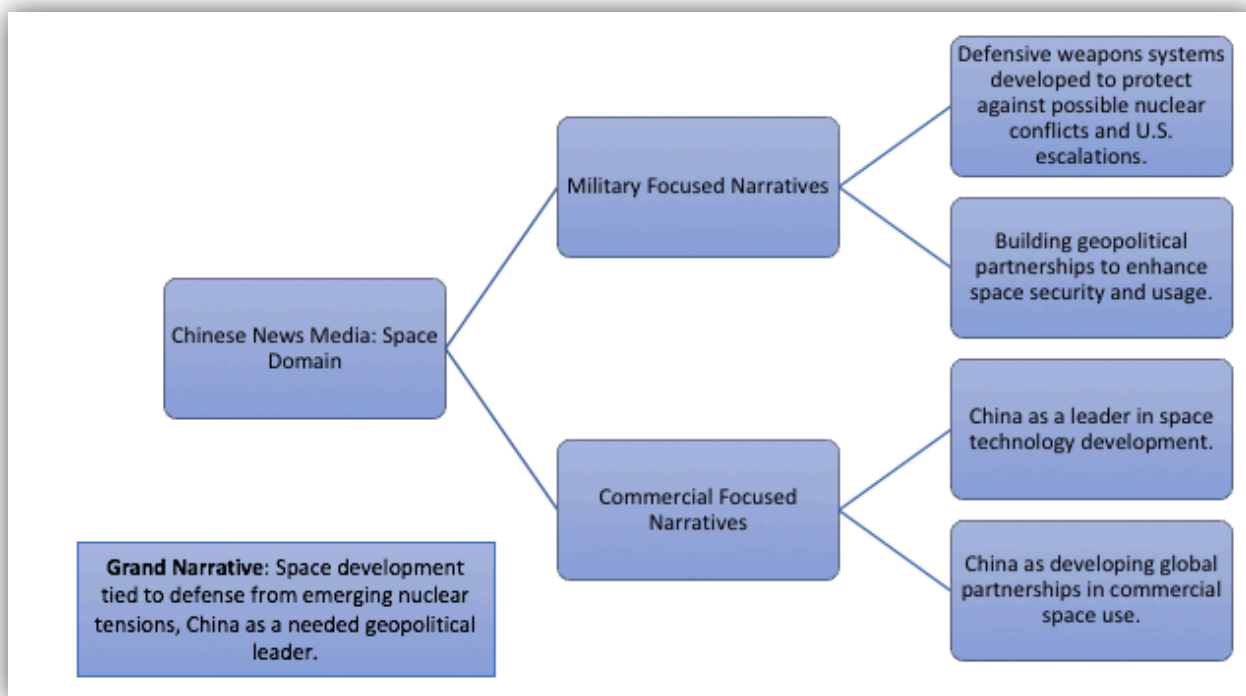 Defensive weapons systems
developed to protect
against possible nuclear
conflicts and U.S.
escalations.
Military Focused Narratives
Building geopolitical
partnerships to enhance
space security and usage.
Chinese News Media: Space
Domain
China as a leader in space
technology development.
Commercial Focused
Narratives
China as developing global
partnerships in commercial
space use.
Grand Narrative: Space development
tied to defense from emerging nuclear
tensions, China as a needed geopolitical
leader.